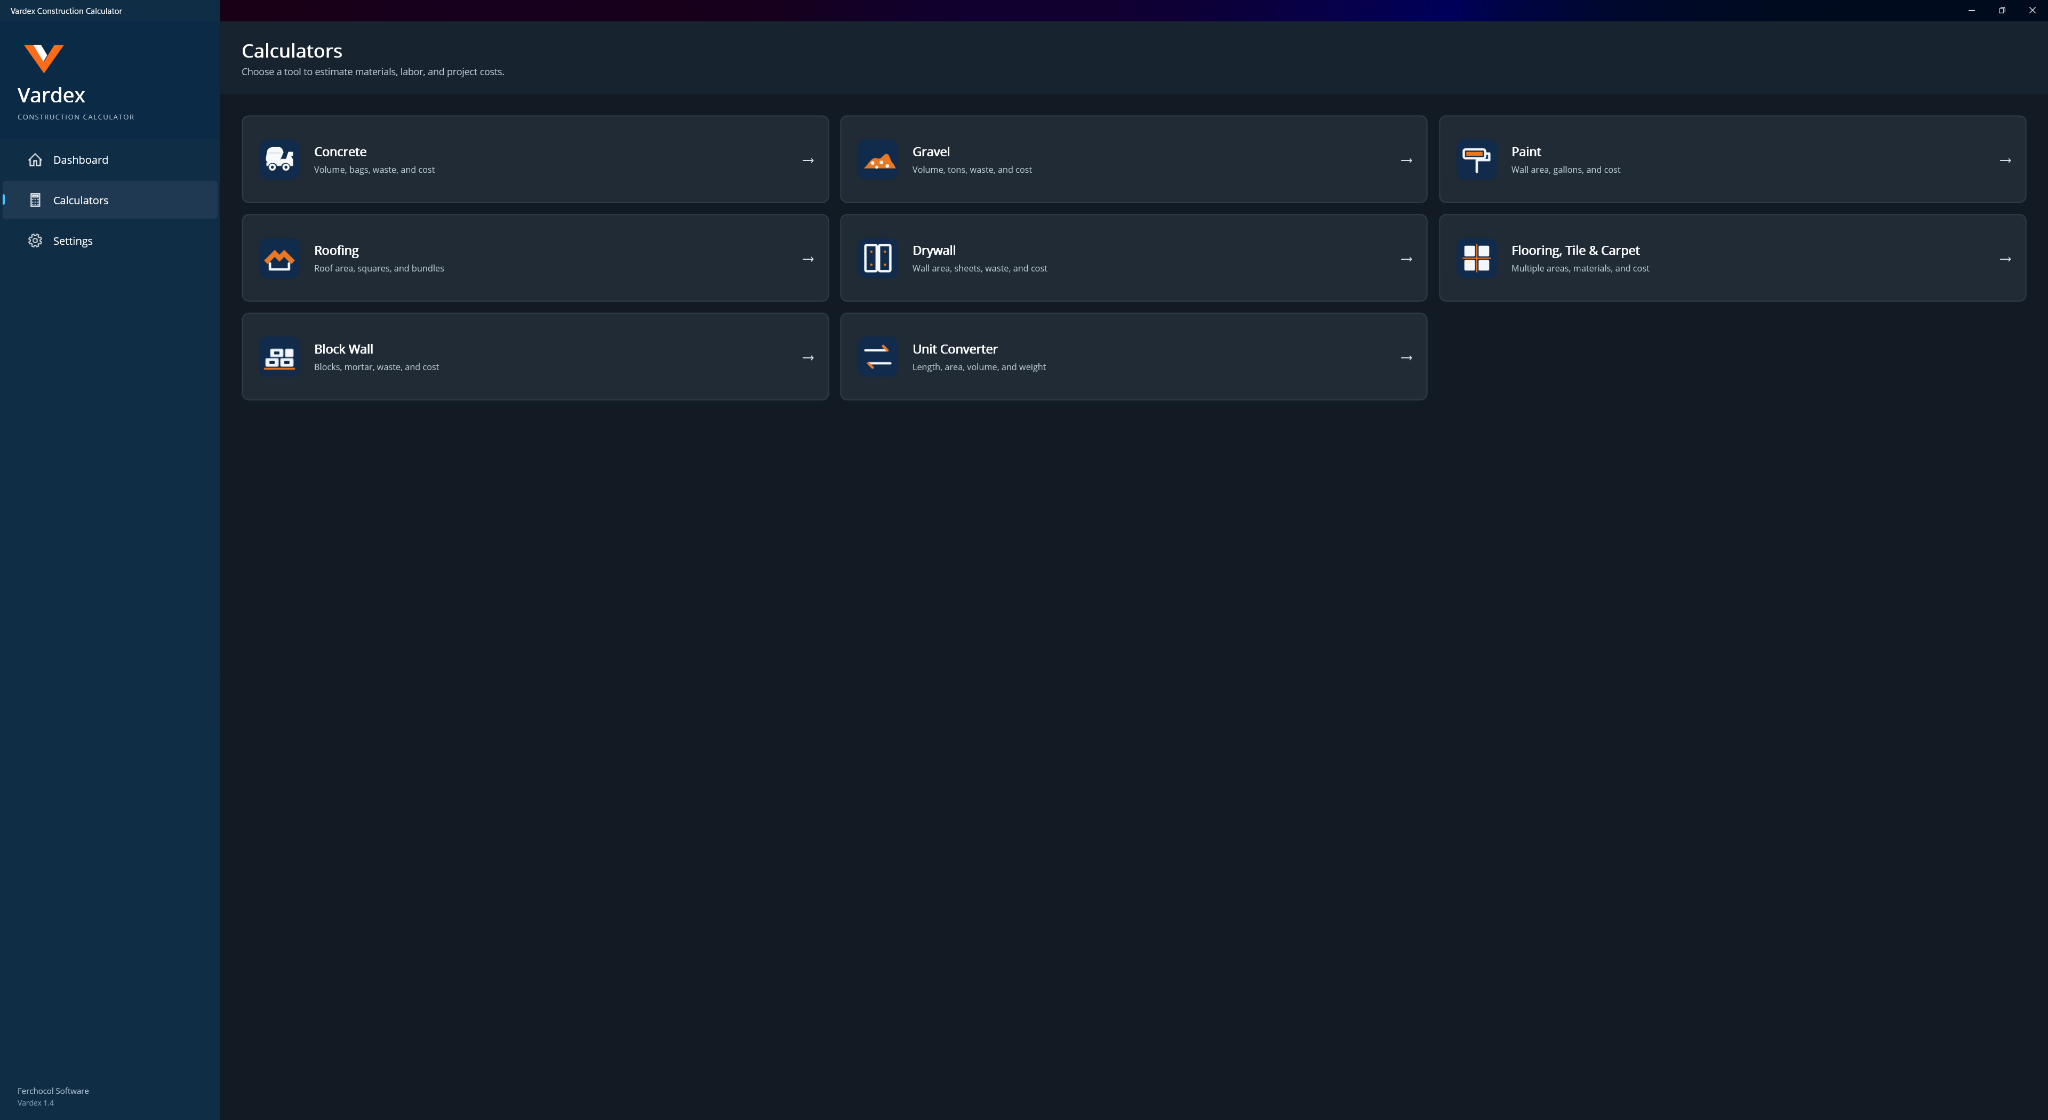 Vardex Construction Calculator
Vardex
CONSTRUCTION CALCULATOR
Dashboard
Calculators
Settings
Ferchocol Software
Vardex 1.4
Calculators
Choose a tool to estimate materials, labor, and project costs.
Concrete
Volume, bags, waste, and cost
Gravel
Volume, tons, waste, and cost
Paint
Wall area, gallons, and cost
Roofing
Roof area, squares, and bundles
Drywall
Wall area, sheets, waste, and cost
Flooring, Tile & Carpet
Multiple areas, materials, and cost
Block Wall
Blocks, mortar, waste, and cost
Unit Converter
Length, area, volume, and weight